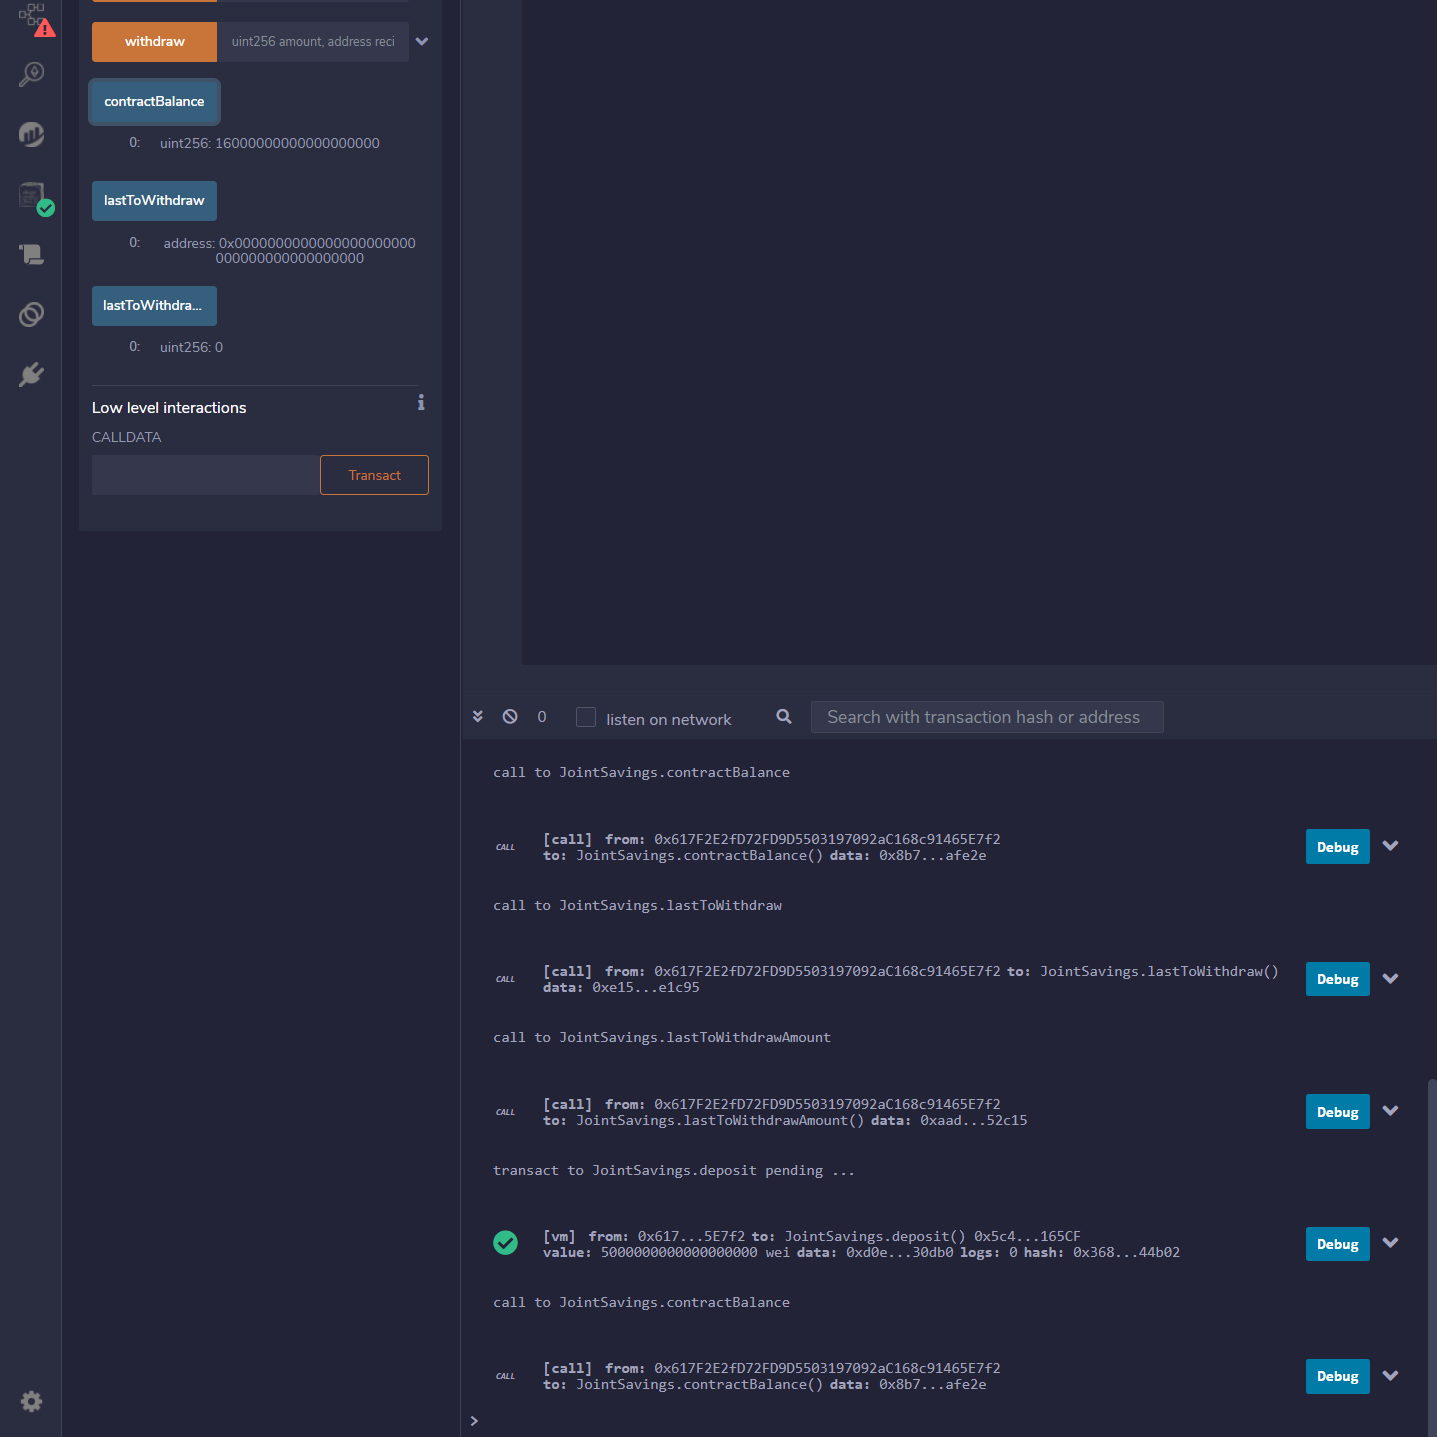 withdraw
uint256 amount, address reci
contractBalance
0: uint256: 16000000000000000000
lastToWithdraw
0: address: 0x0000000000000000000000
000000000000000000
lastToWithdra...
0: uint256: 0
Low level interactions
CALLDATA
Transact
0
listen on network
Search with transaction hash or address
call to JointSavings.contractBalance
CALL
[call] from: 0x617F2E2fD72FD9D5503197092aC168c91465E7f2
to: JointSavings.contractBalance() data: 0x8b7...afe2e
Debug
call to JointSavings.lastToWithdraw
CALL
[call] from: 0x617F2E2fD72FD9D5503197092aC168c91465E7f2 to: JointSavings.lastToWithdraw()
data: 0xe15...e1c95
Debug
call to JointSavings.lastToWithdrawAmount
CALL
[call] from: 0x617F2E2fD72FD9D5503197092aC168c91465E7f2
to: JointSavings.lastToWithdrawAmount() data: 0xaad...52c15
Debug
transact to JointSavings.deposit pending ...
[vm] from: 0x617...5E7f2 to: JointSavings.deposit() 0x5c4...165CF
value: 5000000000000000000 wei data: 0xd0e...30db0 logs: 0 hash: 0x368...44b02
Debug
call to JointSavings.contractBalance
CALL
[call] from: 0x617F2E2fD72FD9D5503197092aC168c91465E7f2
to: JointSavings.contractBalance() data: 0x8b7...afe2e
Debug
>